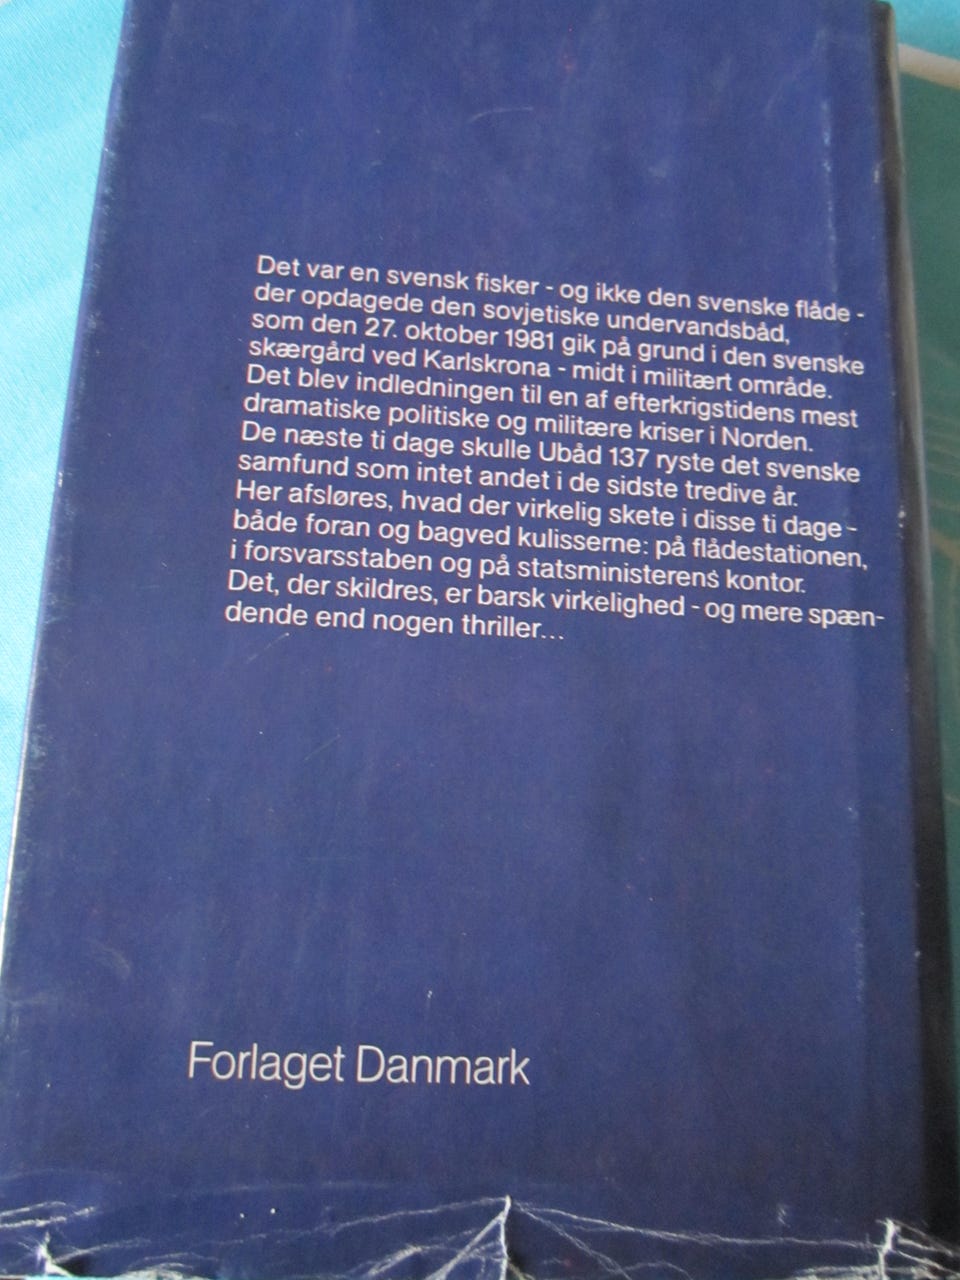 Det var en svensk fisker - og ikke den svenske flåde -
der opdagede den sovjetiske undervandsbåd,
som den 27. oktober 1981 gik på grund i den svenske
skærgård ved Karlskrona - midt i militært område.
Det blev indledningen til en af efterkrigstidens mest
dramatiske politiske og militære kriser i Norden.
De næste ti dage skulle Ubåd 137 ryste det svenske
samfund som intet andet i de sidste tredive år.
Her afsløres, hvad der virkelig skete i disse ti dage -
både foran og bagved kulisserne: på flådestationen,
i forsvarsstaben og på statsministerens kontor.
Det, der skildres, er barsk virkelighed - og mere spæn-
dende end nogen thriller...
Forlaget Danmark